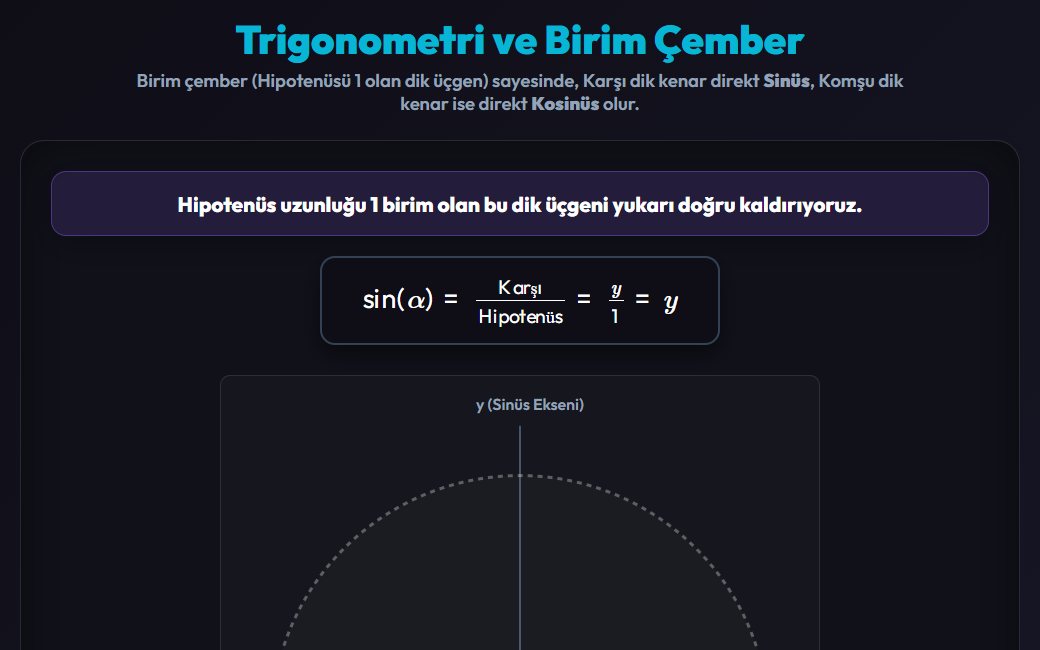 Trigonometri ve Birim Çember
Birim çember (Hipotenüsü 1 olan dik üçgen) sayesinde, Karşı dik kenar direkt Sinüs, Komşu dik
kenar ise direkt Kosinüs olur.
Hipotenüs uzunluğu 1 birim olan bu dik üçgeni yukarı doğru kaldırıyoruz.
sin(α) = Karşı / Hipotenüs = y / 1 = y
y (Sinüs Ekseni)